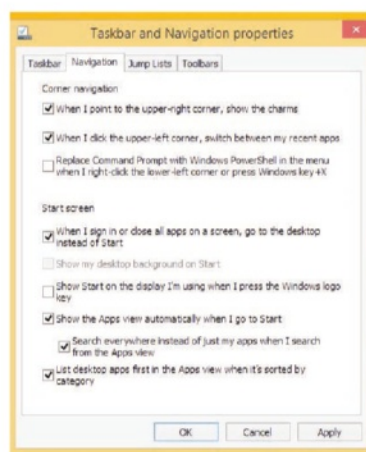 Taskbar and Navigation properties
Taskbar Navigation Jump Lists Toolbars
Corner navigation
When I point to the upper-right corner, show the charms
When I click the upper-left corner, switch between my recent apps
Replace Command Prompt with Windows PowerShell in the menu
when I right-click the lower-left corner or press Windows key+X
Start screen
When I sign in or close all apps on a screen, go to the desktop
instead of Start
Show my desktop background on Start
Show Start on the display I'm using when I press the Windows logo
key
Show the Apps view automatically when I go to Start
Search everywhere instead of just my apps when I search
from the Apps view
List desktop apps first in the Apps view when it's sorted by
category
OK Cancel Apply